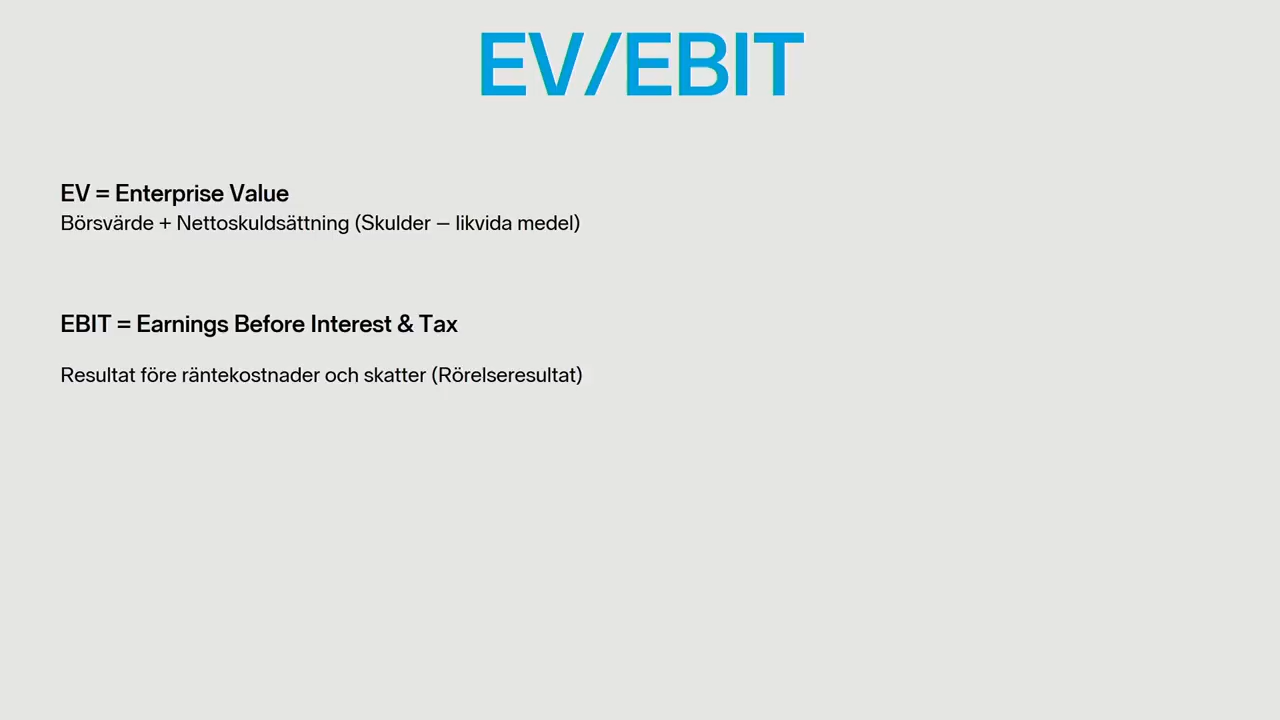 EV/EBIT
EV = Enterprise Value
Börsvärde + Nettoskuldsättning (Skulder – likvida medel)
EBIT = Earnings Before Interest & Tax
Resultat före räntekostnader och skatter (Rörelseresultat)